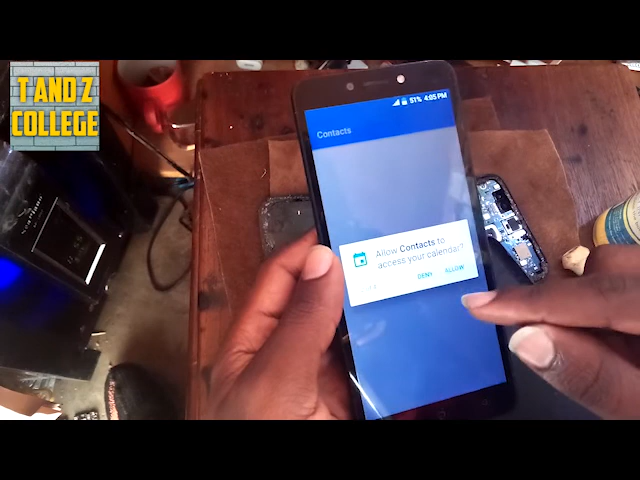 T AND Z
COLLEGE
51% 4:05 PM
Contacts
Allow Contacts to
access your calendar?
DENY ALLOW